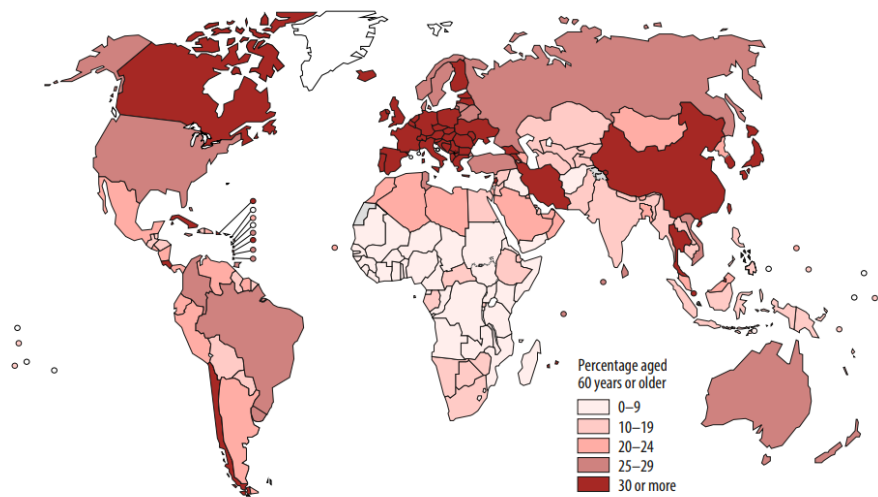 Percentage aged
60 years or older
0–9
10–19
20–24
25–29
30 or more